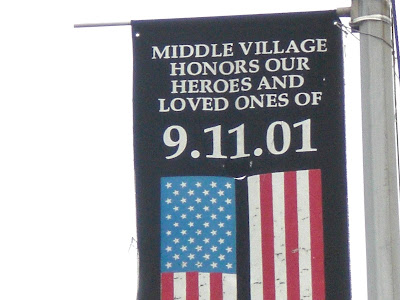 MIDDLE VILLAGE
HONORS OUR
HEROES AND
LOVED ONES OF
9.11.01